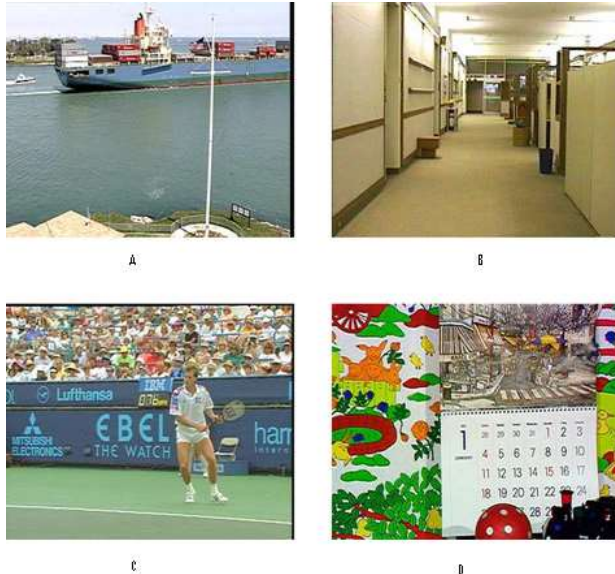 A
B
Lufthansa
IBM
MITSUBISHI
ELECTRONICS
EBEL
THE WATCH
1
28 29 30 31 1 2 3
4 5 6 7 8 9 10
11 12 13 14 15 16 17
18 19 20 21 22 23 24
C
D